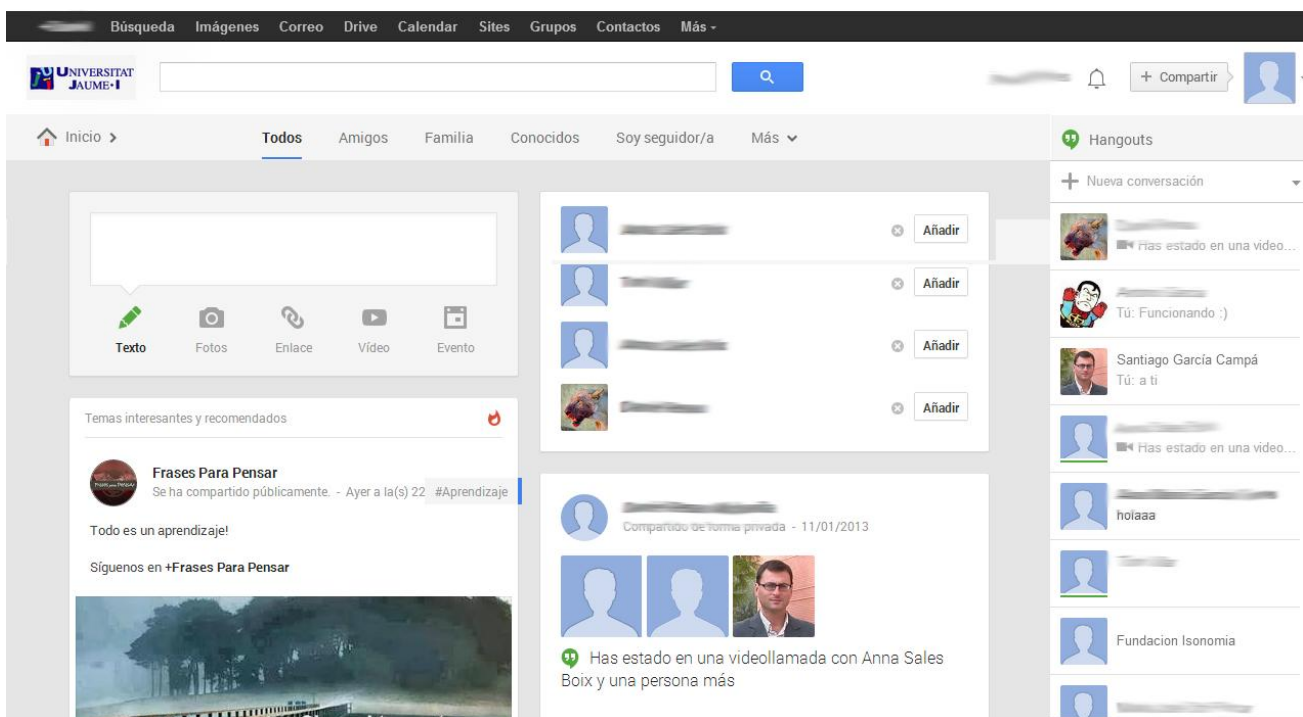 Búsqueda Imágenes Correo Drive Calendar Sites Grupos Contactos Más
UNIVERSITAT
JAUME·I
+ Compartir
Inicio >
Todos Amigos Familia Conocidos Soy seguidor/a Más
Hangouts
Nueva conversación
Añadir
Añadir
Añadir
Añadir
Texto Fotos Enlace Vídeo Evento
Temas interesantes y recomendados
Frases Para Pensar
Se ha compartido públicamente. - Ayer a la(s) 22
#Aprendizaje
Todo es un aprendizaje!
Síguenos en +Frases Para Pensar
Compartido de forma privada - 11/01/2013
Has estado en una videollamada con Anna Sales
Boix y una persona más
Has estado en una video...
Tú: Funcionando :)
Santiago García Campá
Tú: a ti
Has estado en una video...
holaaa
Fundacion Isonomia